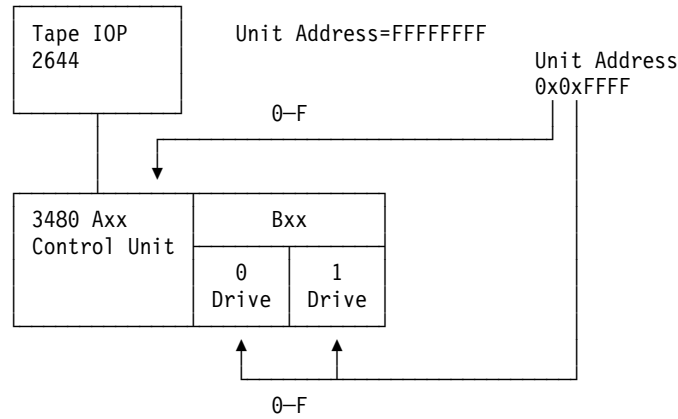 Tape IOP
2644
Unit Address=FFFFFFFF
Unit Address
0x0xFFFF
0—F
3480 Axx
Control Unit
Bxx
0
Drive
1
Drive
0—F